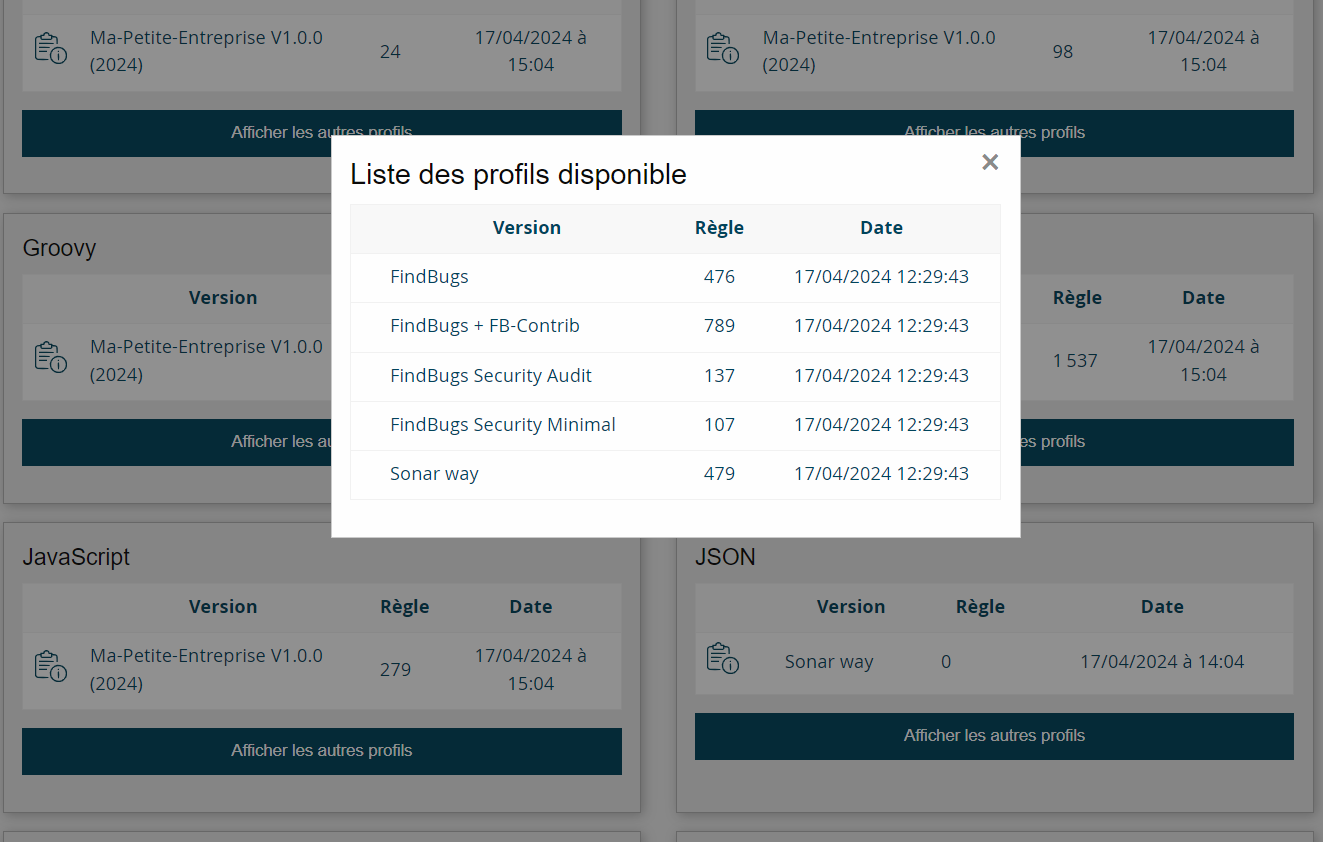 Ma-Petite-Entreprise V1.0.0
(2024)
24
17/04/2024 à
15:04
Afficher les autres profils
Ma-Petite-Entreprise V1.0.0
(2024)
98
17/04/2024 à
15:04
Afficher les autres profils
Liste des profils disponible
×
Version Règle Date
FindBugs 476 17/04/2024 12:29:43
FindBugs + FB-Contrib 789 17/04/2024 12:29:43
FindBugs Security Audit 137 17/04/2024 12:29:43
FindBugs Security Minimal 107 17/04/2024 12:29:43
Sonar way 479 17/04/2024 12:29:43
Groovy
Version
Ma-Petite-Entreprise V1.0.0
(2024)
Afficher les au
Règle Date
1 537
17/04/2024 à
15:04
es profils
JavaScript
Version Règle Date
Ma-Petite-Entreprise V1.0.0
(2024)
279
17/04/2024 à
15:04
Afficher les autres profils
JSON
Version Règle Date
Sonar way 0 17/04/2024 à 14:04
Afficher les autres profils